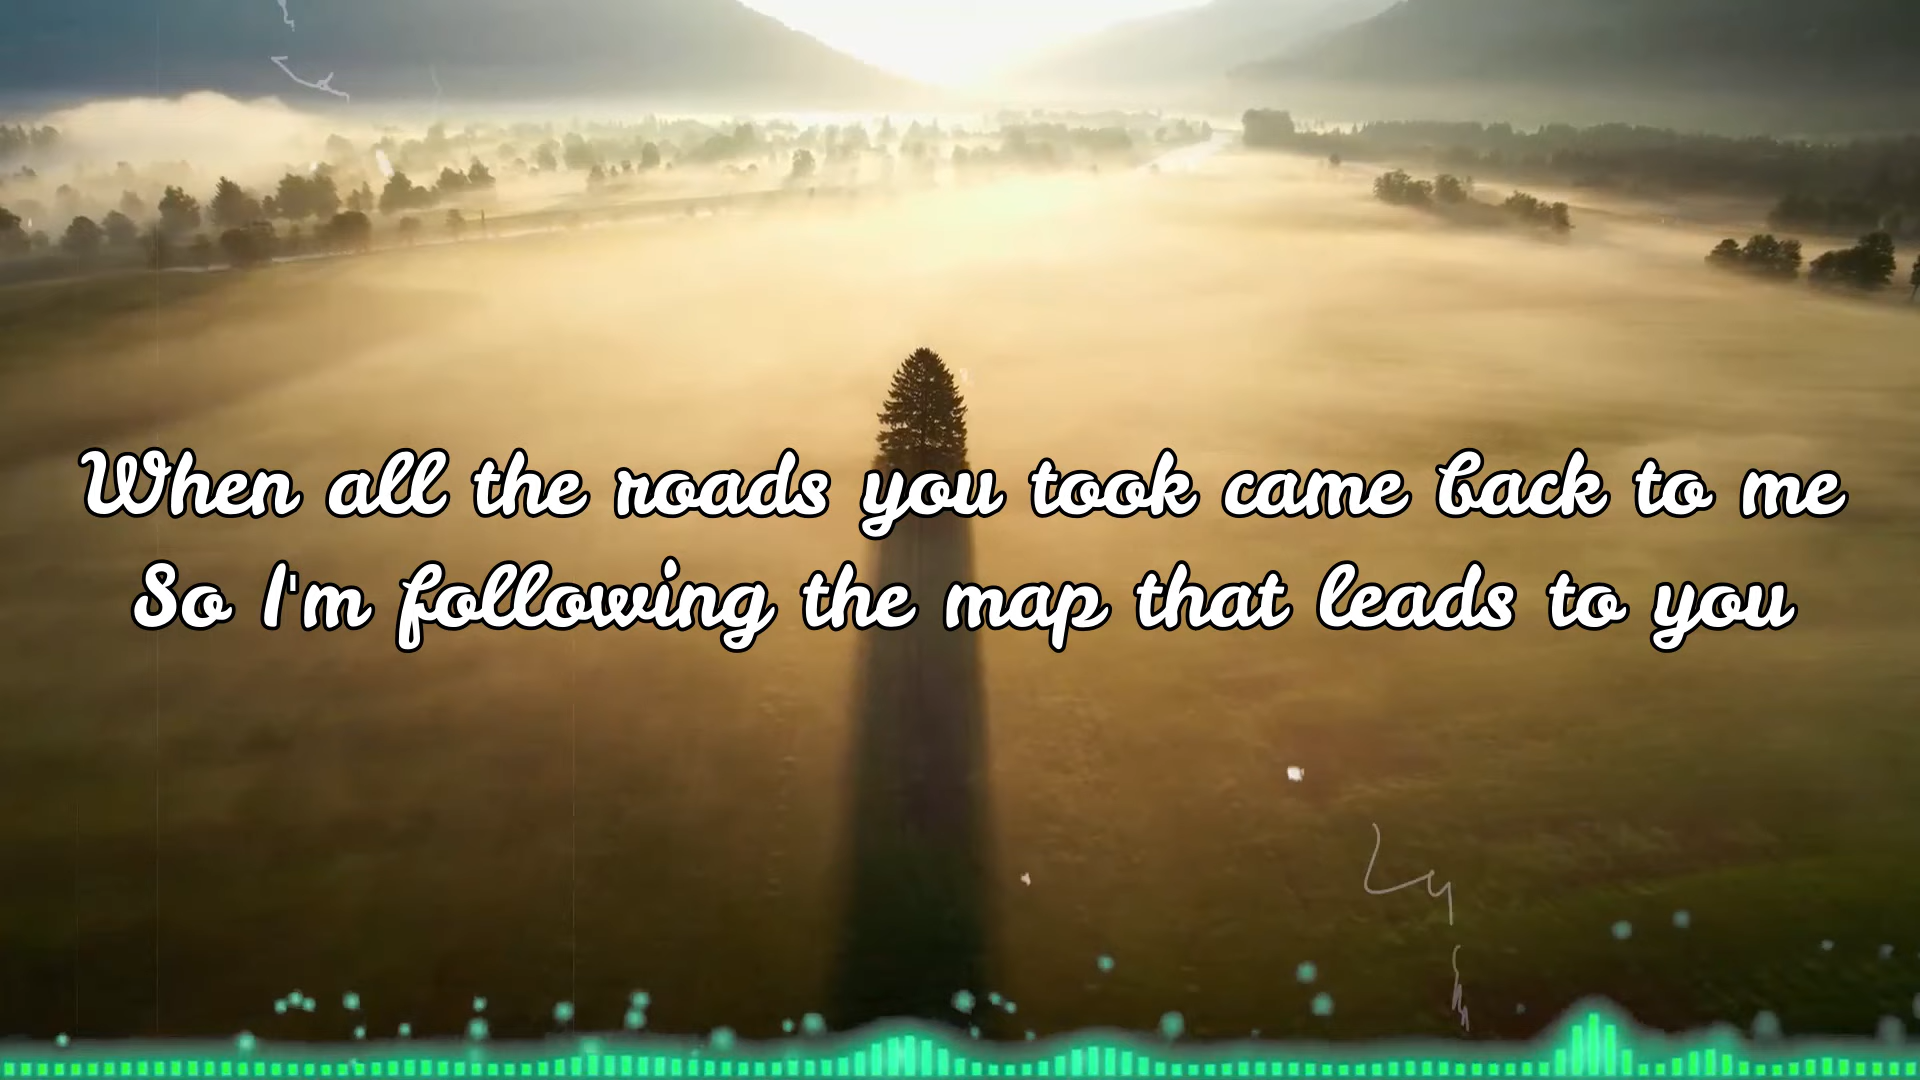 When all the roads you took came back to me
So I'm following the map that leads to you